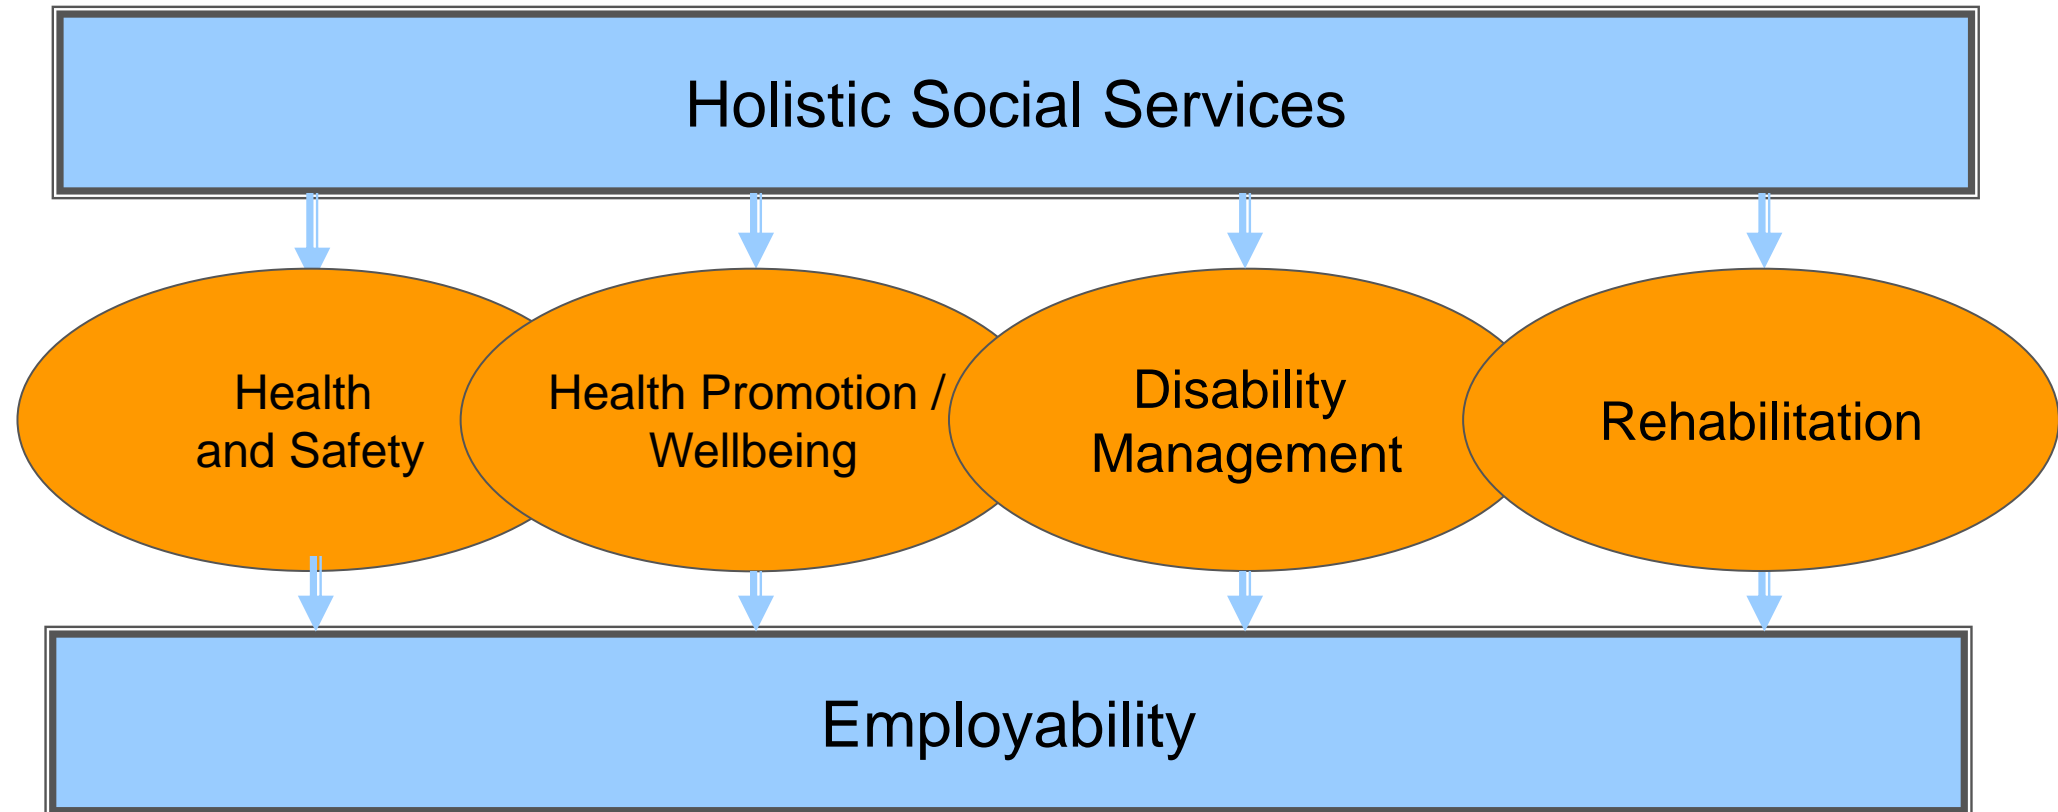 Holistic Social Services
Health
and Safety
Health Promotion /
Wellbeing
Disability
Management
Rehabilitation
Employability